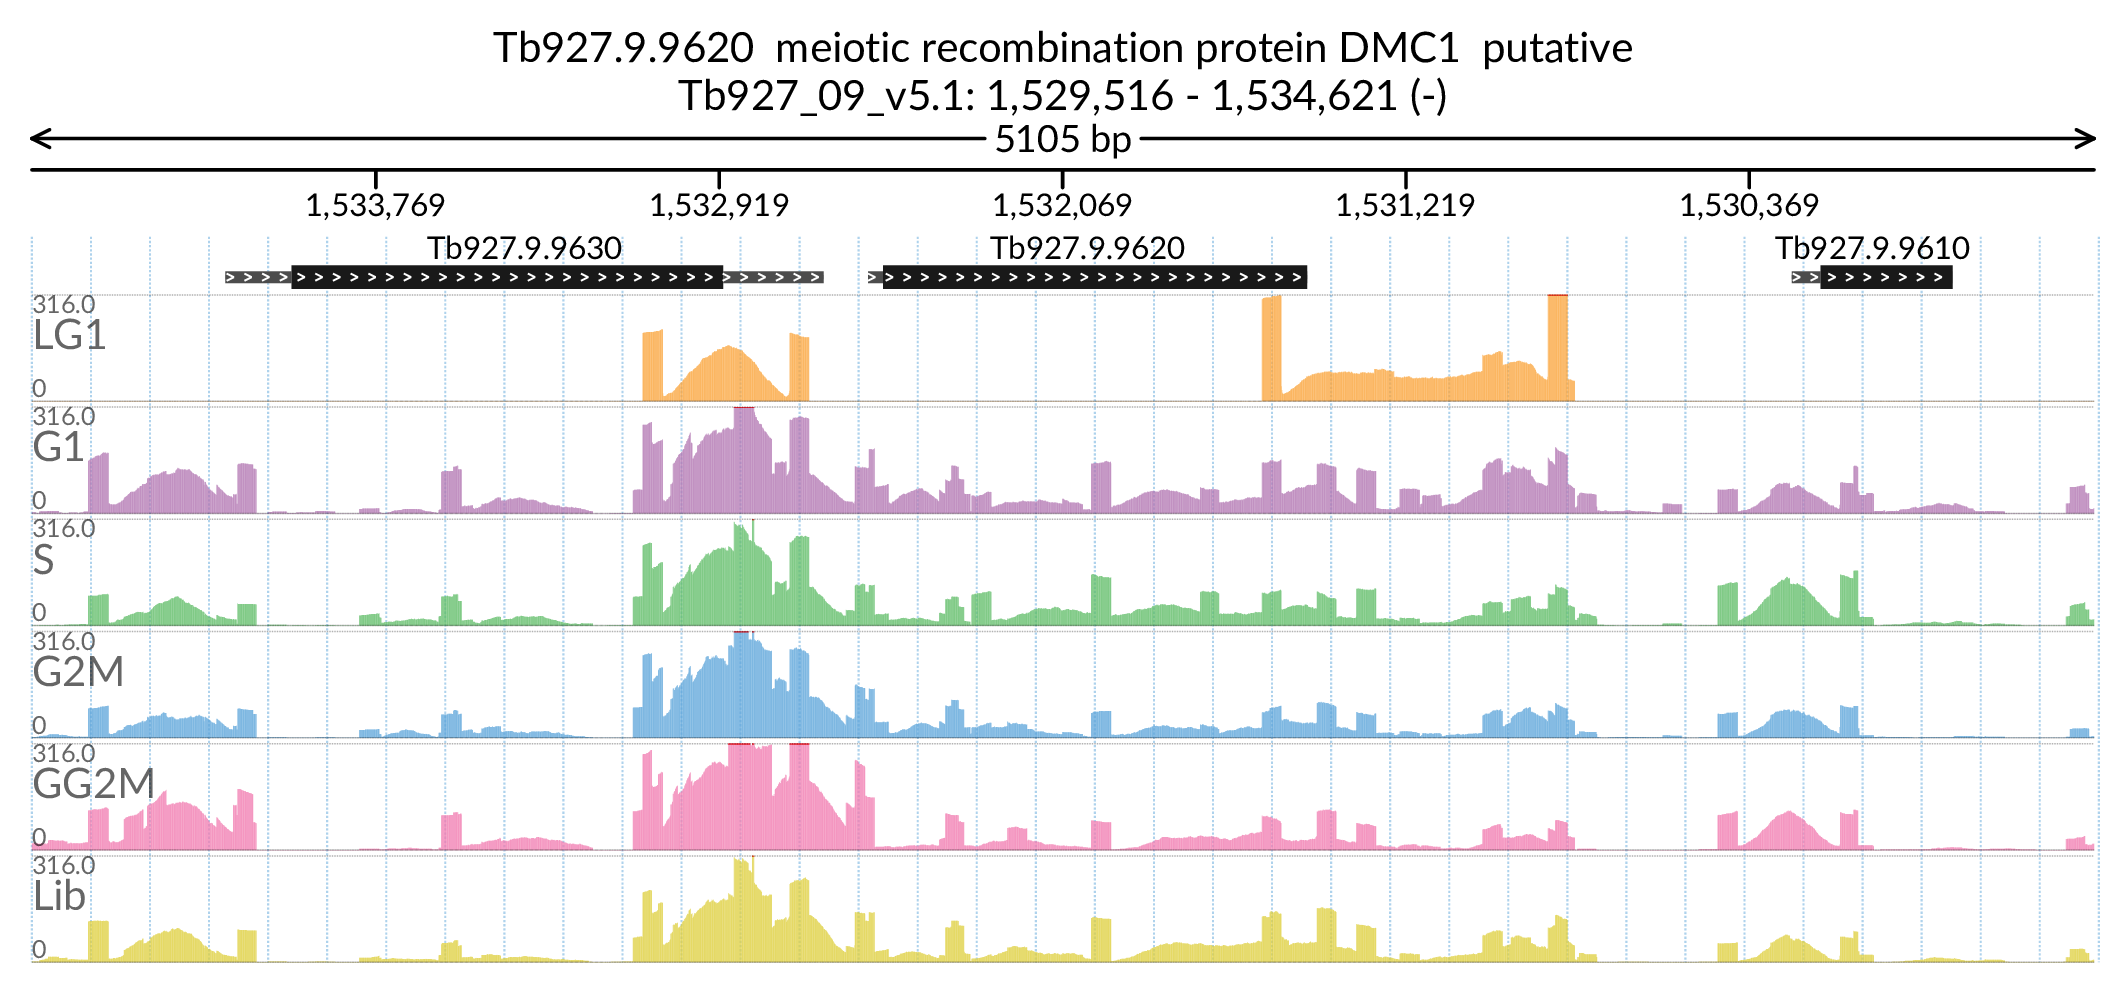 Tb927.9.9620  meiotic recombination protein DMC1  putative
Tb927_09_v5.1: 1,529,516 - 1,534,621 (-)
5105 bp
1,533,769 1,532,919 1,532,069 1,531,219 1,530,369
Tb927.9.9630 Tb927.9.9620 Tb927.9.9610
316.0
LG1
0
316.0
G1
0
316.0
S
0
316.0
G2M
0
316.0
GG2M
0
316.0
Lib
0